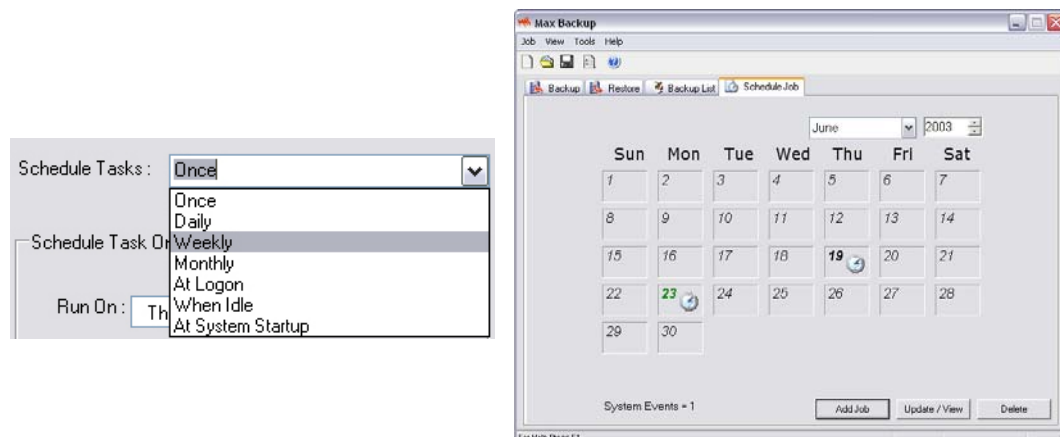 Schedule Tasks :
Once
Once
Daily
Weekly
Monthly
At Logon
When Idle
At System Startup
Schedule Task On
Run On :
Th
Max Backup
Job View Tools Help
Backup Restore Backup List Schedule Job
June 2003
Sun Mon Tue Wed Thu Fri Sat
1 2 3 4 5 6 7
8 9 10 11 12 13 14
15 16 17 18 19 20 21
22 23 24 25 26 27 28
29 30
System Events = 1
Add Job Update / View Delete
For Help, Press F1